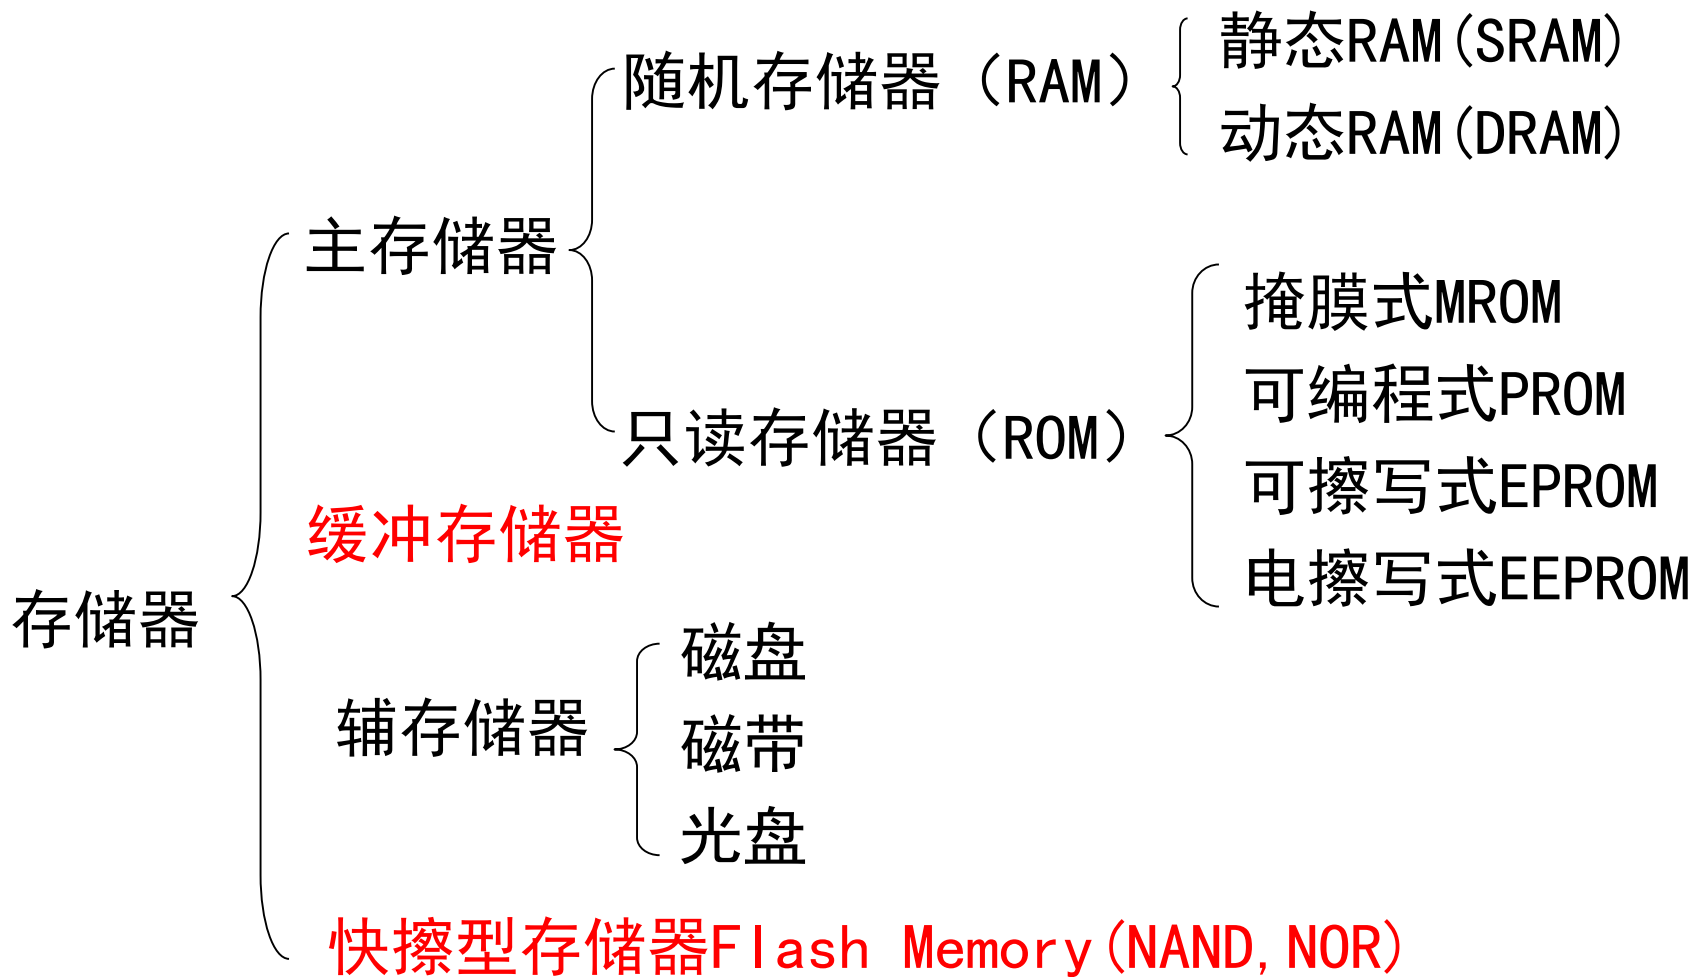 静态RAM(SRAM)
随机存储器（RAM）
动态RAM(DRAM)
主存储器
掩膜式MROM
可编程式PROM
只读存储器（ROM）
可擦写式EPROM
缓冲存储器
电擦写式EEPROM
存储器
磁盘
辅存储器
磁带
光盘
快擦型存储器Flash Memory(NAND,NOR)